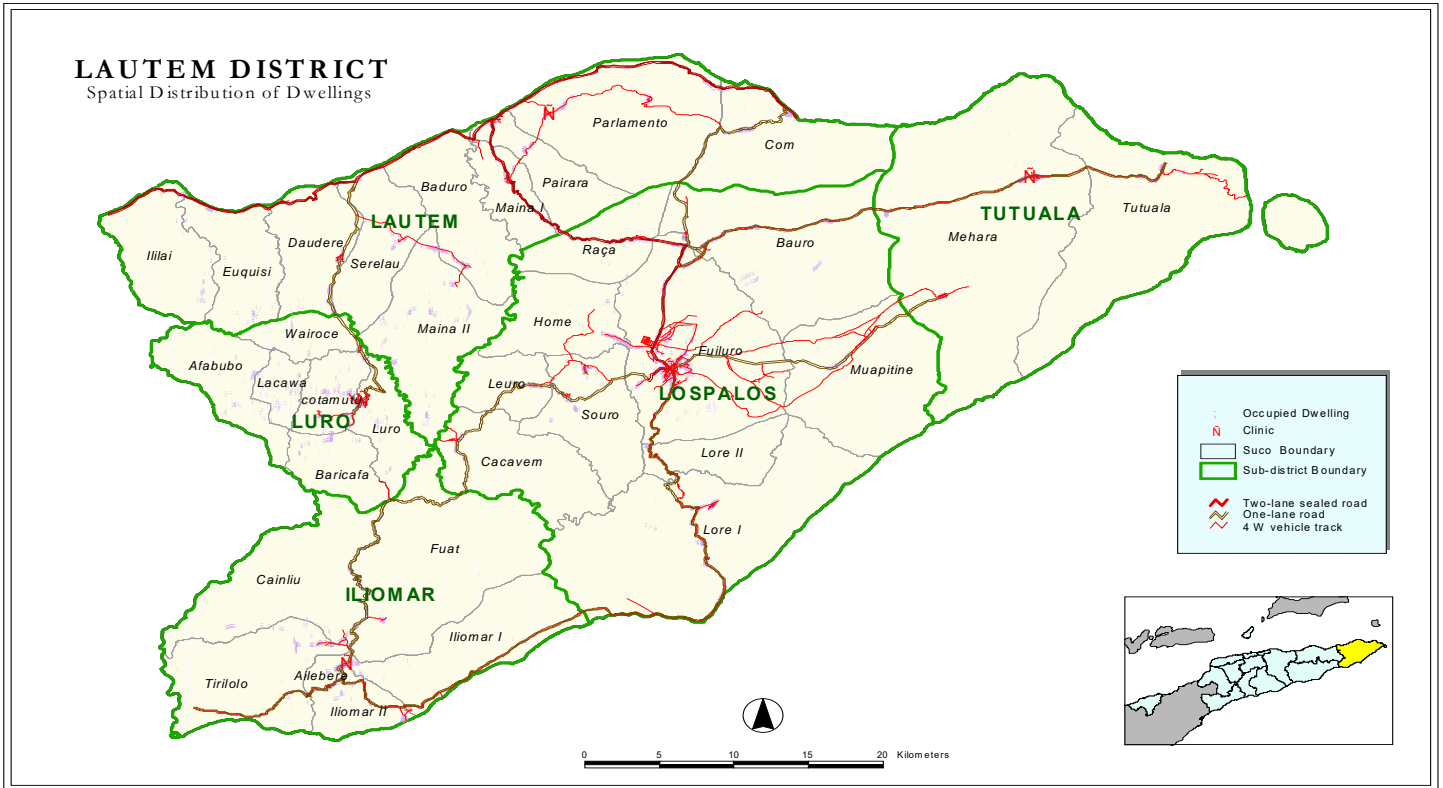 LAUTEM DISTRICT
Spatial Distribution of Dwellings
Parlamento
Com
Pairara
Baduro
Maina I
LAUTEM
TUTUALA
Tutuala
Mehara
Ililai
Euquisi
Daudere
Serelau
Raça
Bauro
Maina II
Home
Wairoce
Afabubo
Lacawa
cotamutu
LURO
Luro
Baricafa
Leuro
Souro
Fuiluro
LOSPALOS
Muapitine
Cacavem
Lore II
Lore I
Fuat
Cainliu
ILIOMAR
Iliomar I
Tirilolo
Ailebere
Iliomar II
Occupied Dwelling
Ñ Clinic
Suco Boundary
Sub-district Boundary
Two-lane sealed road
One-lane road
4 W vehicle track
0 5 10 15 20 Kilometers
Ñ
Ñ
Ñ